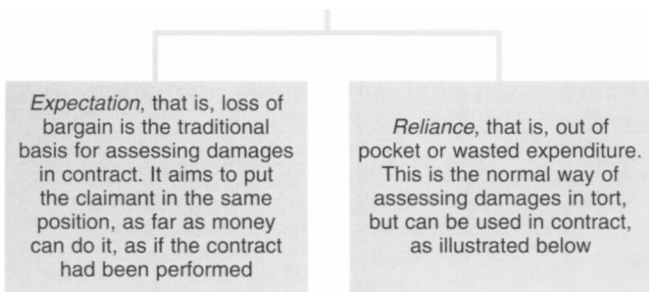 Expectation, that is, loss of
bargain is the traditional
basis for assessing damages
in contract. It aims to put
the claimant in the same
position, as far as money
can do it, as if the contract
had been performed
Reliance, that is, out of
pocket or wasted expenditure.
This is the normal way of
assessing damages in tort,
but can be used in contract,
as illustrated below